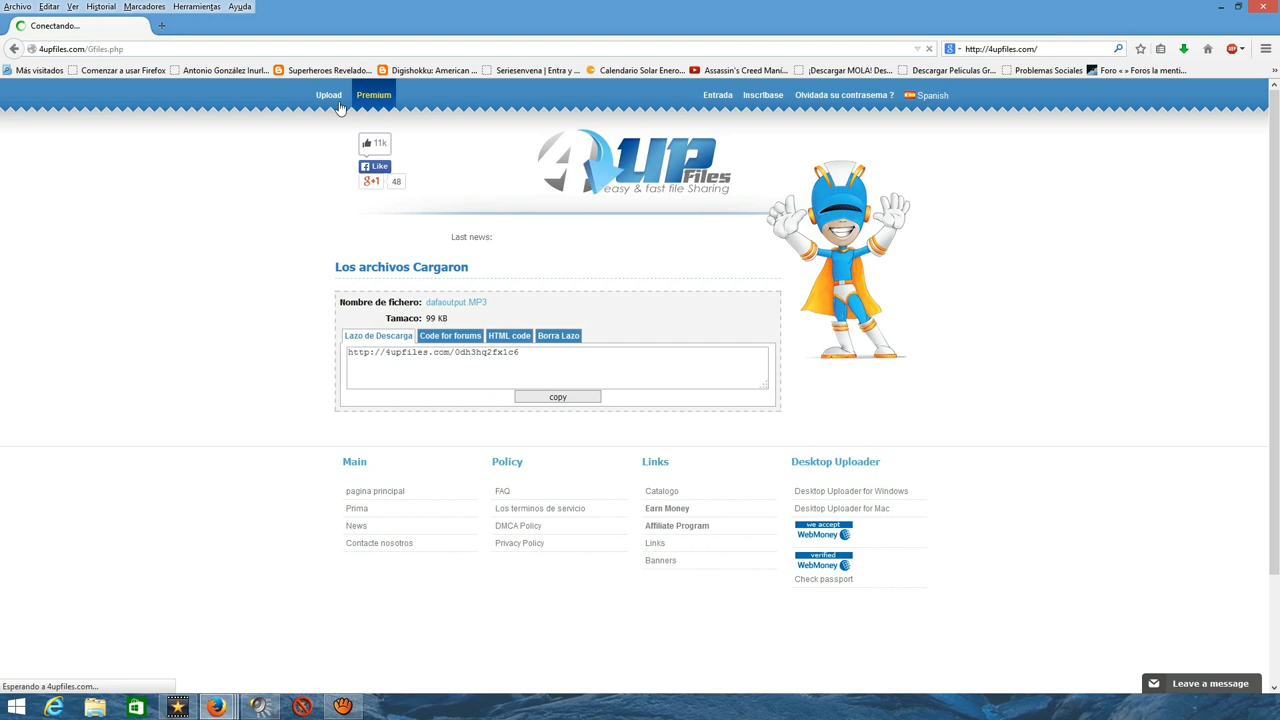 Archivo Editar Ver Historial Marcadores Herramientas Ayuda
Conectando...
4upfiles.com/Gfiles.php
http://4upfiles.com/
Más visitados Comenzar a usar Firefox Antonio González Inurl... Superheroes Revelado... Digishokku: American ... Seriesenvena | Entra y ... Calendario Solar Enero... Assassin's Creed Mani... ¡Descargar MOLA! Des... Descargar Peliculas Gr... Problemas Sociales Foro « » Foros la menti...
Upload Premium Entrada Inscribase Olvidada su contrasema ? Spanish
11k
Like
g+1 48
4UP Files
easy & fast file Sharing
Last news:
Los archivos Cargaron
Nombre de fichero: dafaoutput.MP3
Tamaco: 99 KB
Lazo de Descarga Code for forums HTML code Borra Lazo
http://4upfiles.com/0dh3hq2fx1c6
copy
Main Policy Links Desktop Uploader
pagina principal FAQ Catalogo Desktop Uploader for Windows
Prima Los terminos de servicio Earn Money Desktop Uploader for Mac
News DMCA Policy Affiliate Program we accept WebMoney
Contacte nosotros Privacy Policy Links
Banners verified WebMoney
Check passport
Leave a message
Esperando a 4upfiles.com...